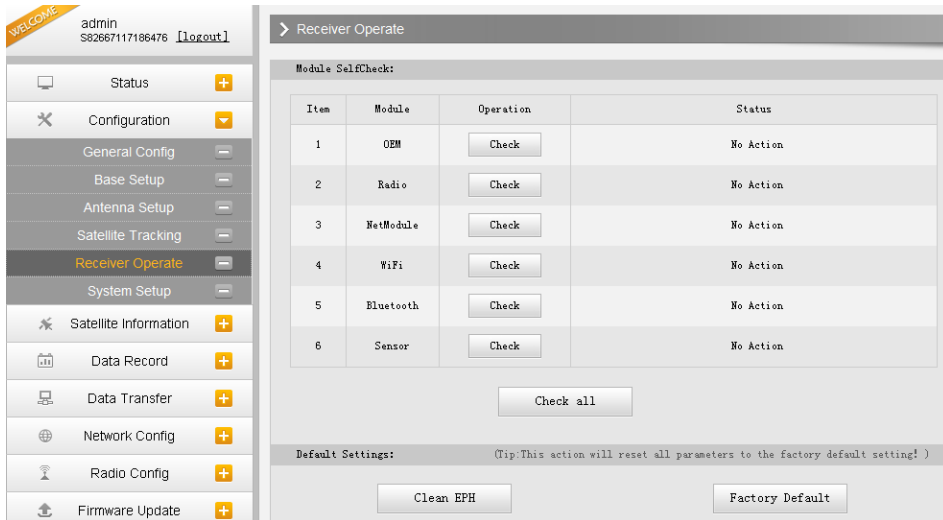 WELCOME
admin
S82667117186476 [logout]
Status
Configuration
General Config
Base Setup
Antenna Setup
Satellite Tracking
Receiver Operate
System Setup
Satellite Information
Data Record
Data Transfer
Network Config
Radio Config
Firmware Update
Receiver Operate
Module SelfCheck:
Item Module Operation Status
1 OEM Check No Action
2 Radio Check No Action
3 NetModule Check No Action
4 WiFi Check No Action
5 Bluetooth Check No Action
6 Sensor Check No Action
Check all
Default Settings: (Tip:This action will reset all parameters to the factory default setting! )
Clean EPH Factory Default